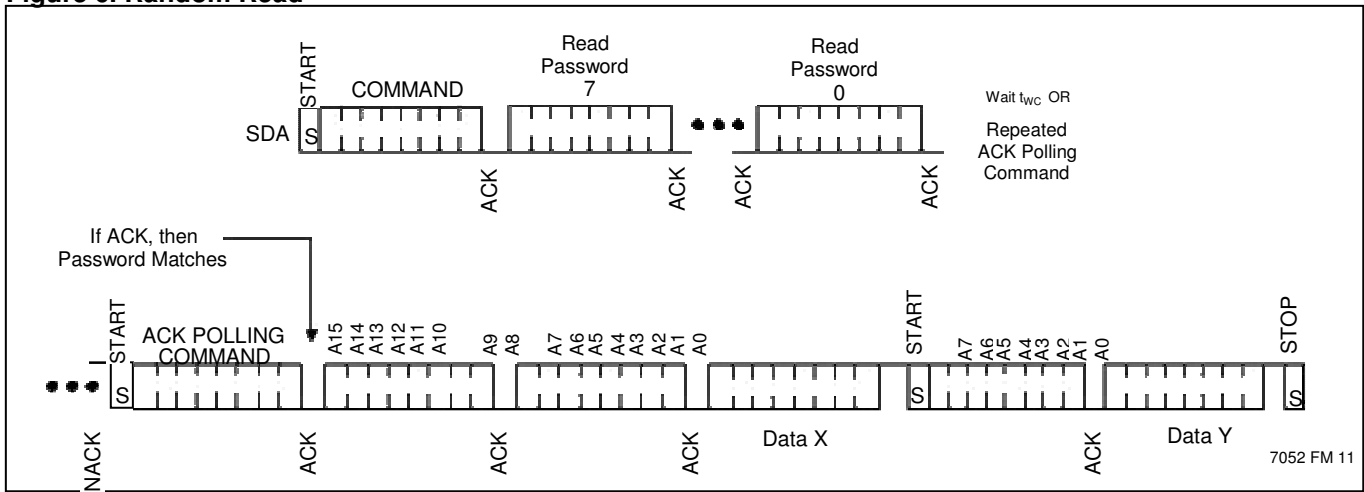 Figure 6. Random Read
START
COMMAND
Read
Password
7
Read
Password
0
Wait tWC OR
Repeated
ACK Polling
Command
SDA
S
ACK
ACK
ACK
ACK
If ACK, then
Password Matches
START
ACK POLLING
COMMAND
A15
A14
A13
A12
A11
A10
A9
A8
A7
A6
A5
A4
A3
A2
A1
A0
START
A7
A6
A5
A4
A3
A2
A1
A0
STOP
S
S
S
NACK
ACK
ACK
ACK
Data X
ACK
Data Y
7052 FM 11